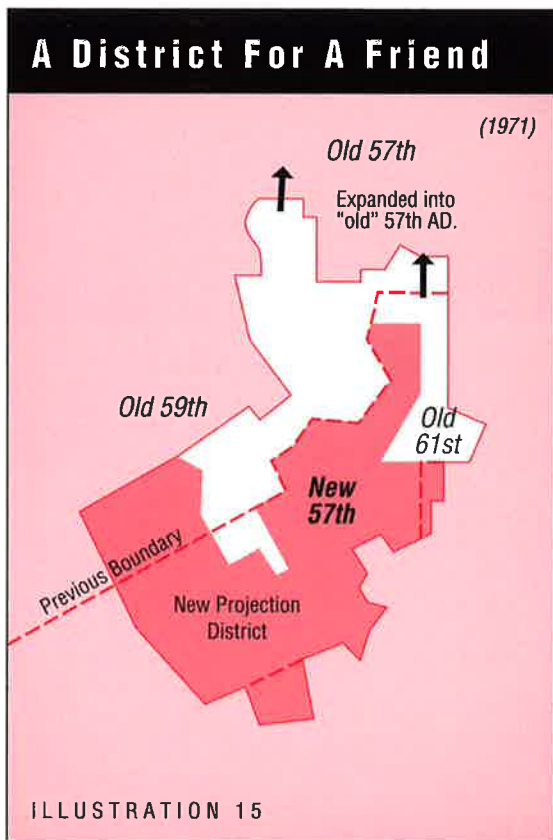 A District For A Friend
(1971)
Old 57th
Expanded into
"old" 57th AD.
Old 59th
Old
61st
New
57th
Previous Boundary
New Projection
District
ILLUSTRATION 15